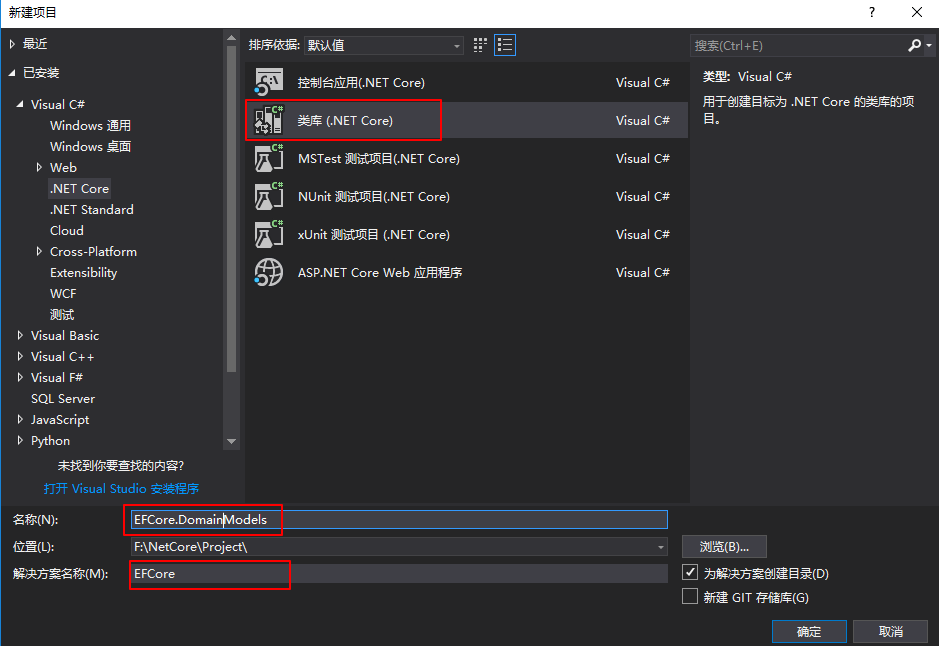 新建项目
?
最近
已安装
Visual C#
Windows 通用
Windows 桌面
Web
.NET Core
.NET Standard
Cloud
Cross-Platform
Extensibility
WCF
测试
Visual Basic
Visual C++
Visual F#
SQL Server
JavaScript
Python
未找到你要查找的内容?
打开 Visual Studio 安装程序
排序依据: 默认值
控制台应用(.NET Core) Visual C#
类库 (.NET Core) Visual C#
MSTest 测试项目(.NET Core) Visual C#
NUnit 测试项目(.NET Core) Visual C#
xUnit 测试项目 (.NET Core) Visual C#
ASP.NET Core Web 应用程序 Visual C#
搜索(Ctrl+E)
类型: Visual C#
用于创建目标为 .NET Core 的类库的项
目。
名称(N): EFCore.DomainModels
位置(L): F:\NetCore\Project\ 浏览(B)...
解决方案名称(M): EFCore
为解决方案创建目录(D)
新建 GIT 存储库(G)
确定 取消